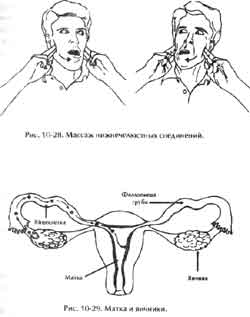 Рис. 10-28. Массаж нижнечелюстных соединений.
Фаллопиева
труба
Яйцеклетка
Матка
Яичник
Рис. 10-29. Матка и яичники.